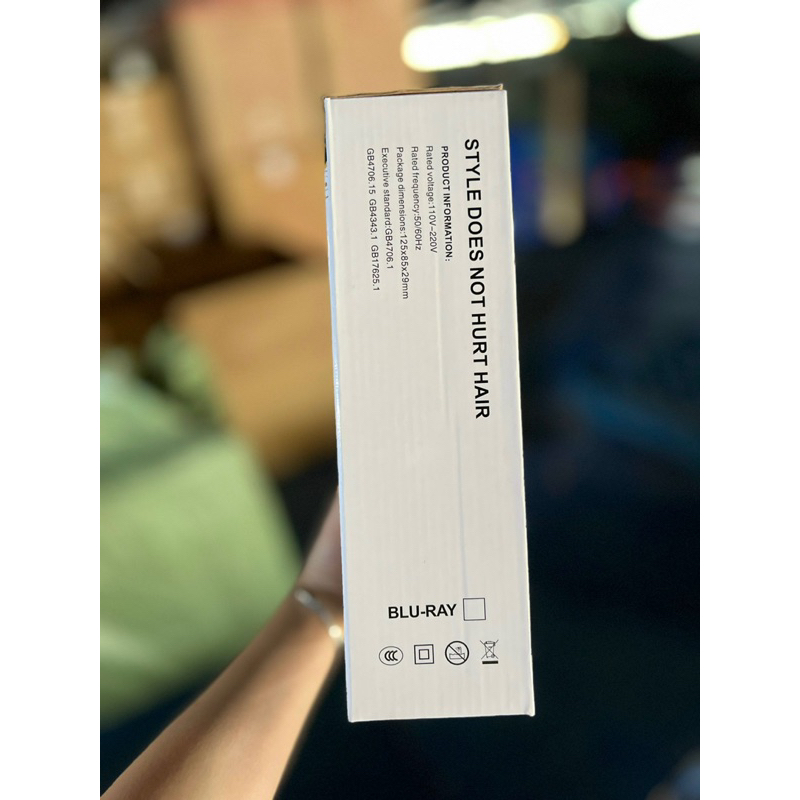 STYLE DOES NOT HURT HAIR
PRODUCT INFORMATION:
Rated voltage:110V~220V
Rated frequency:50/60Hz
Package dimensions:125x85x29mm
Executive standard:GB4706.1
GB4706.15 GB4343.1 GB17625.1
BLU-RAY